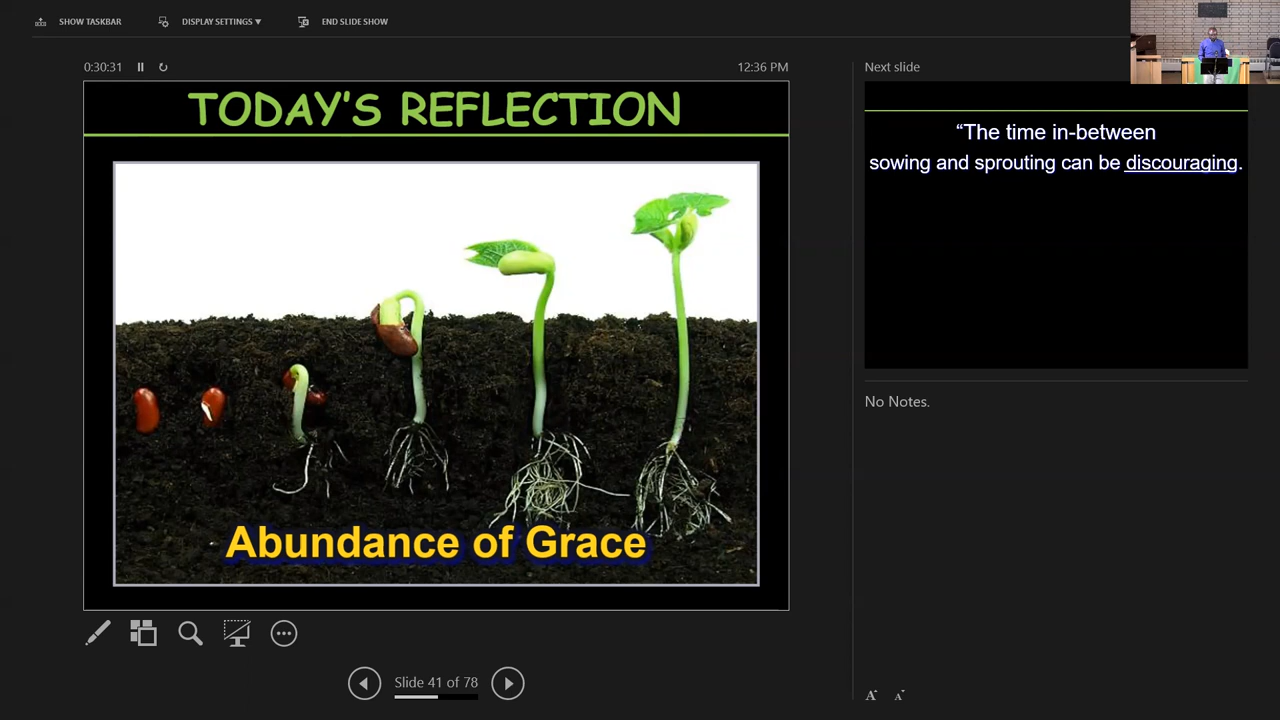 SHOW TASKBAR
DISPLAY SETTINGS ▼
END SLIDE SHOW
0:30:31
12:36 PM
TODAY'S REFLECTION
Abundance of Grace
Slide 41 of 78
Next slide
“The time in-between
sowing and sprouting can be discouraging.
No Notes.
A
A